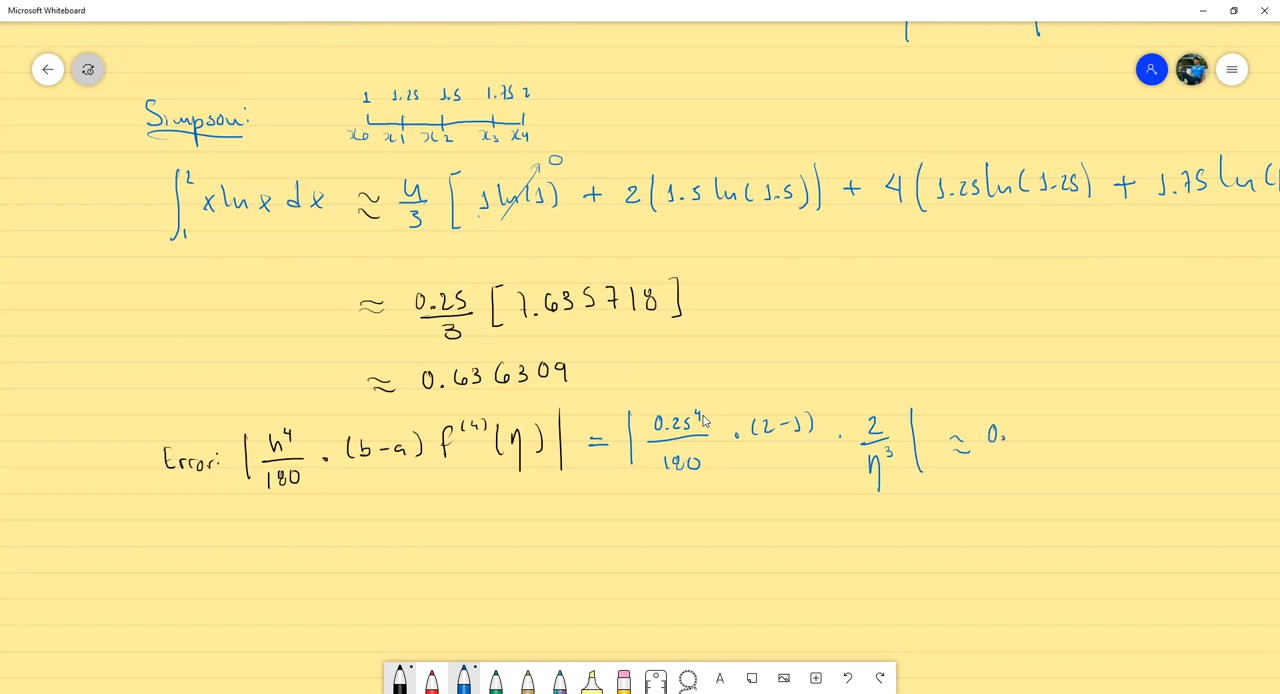 Microsoft Whiteboard
Simpson:
1 1.25 1.5 1.75 2
x0 x1 x2 x3 x4
∫₁² x ln x dx ≈ h/3 [ 1 ln(1) 0 + 2(1.5 ln(1.5)) + 4(1.25 ln(1.25) + 1.75 ln(
≈ 0.25/3 [7.635718]
≈ 0.636309
Error: | h⁴/180 · (b-a) f⁽⁴⁾(η) | = | 0.25⁴/180 · (2-1) · 2/η³ | ≈ 0.
A